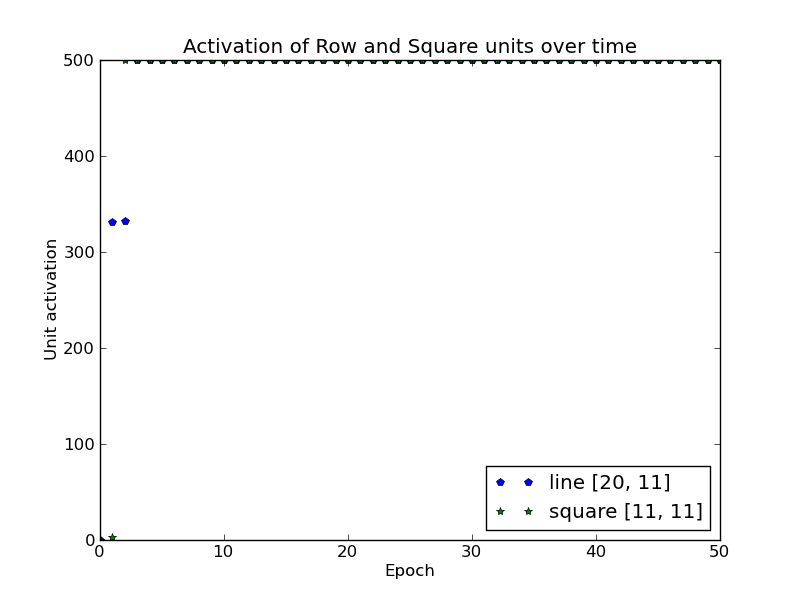 Activation of Row and Square units over time
500
400
300
200
100
0
Unit activation
0 10 20 30 40 50
Epoch
line [20, 11]
square [11, 11]